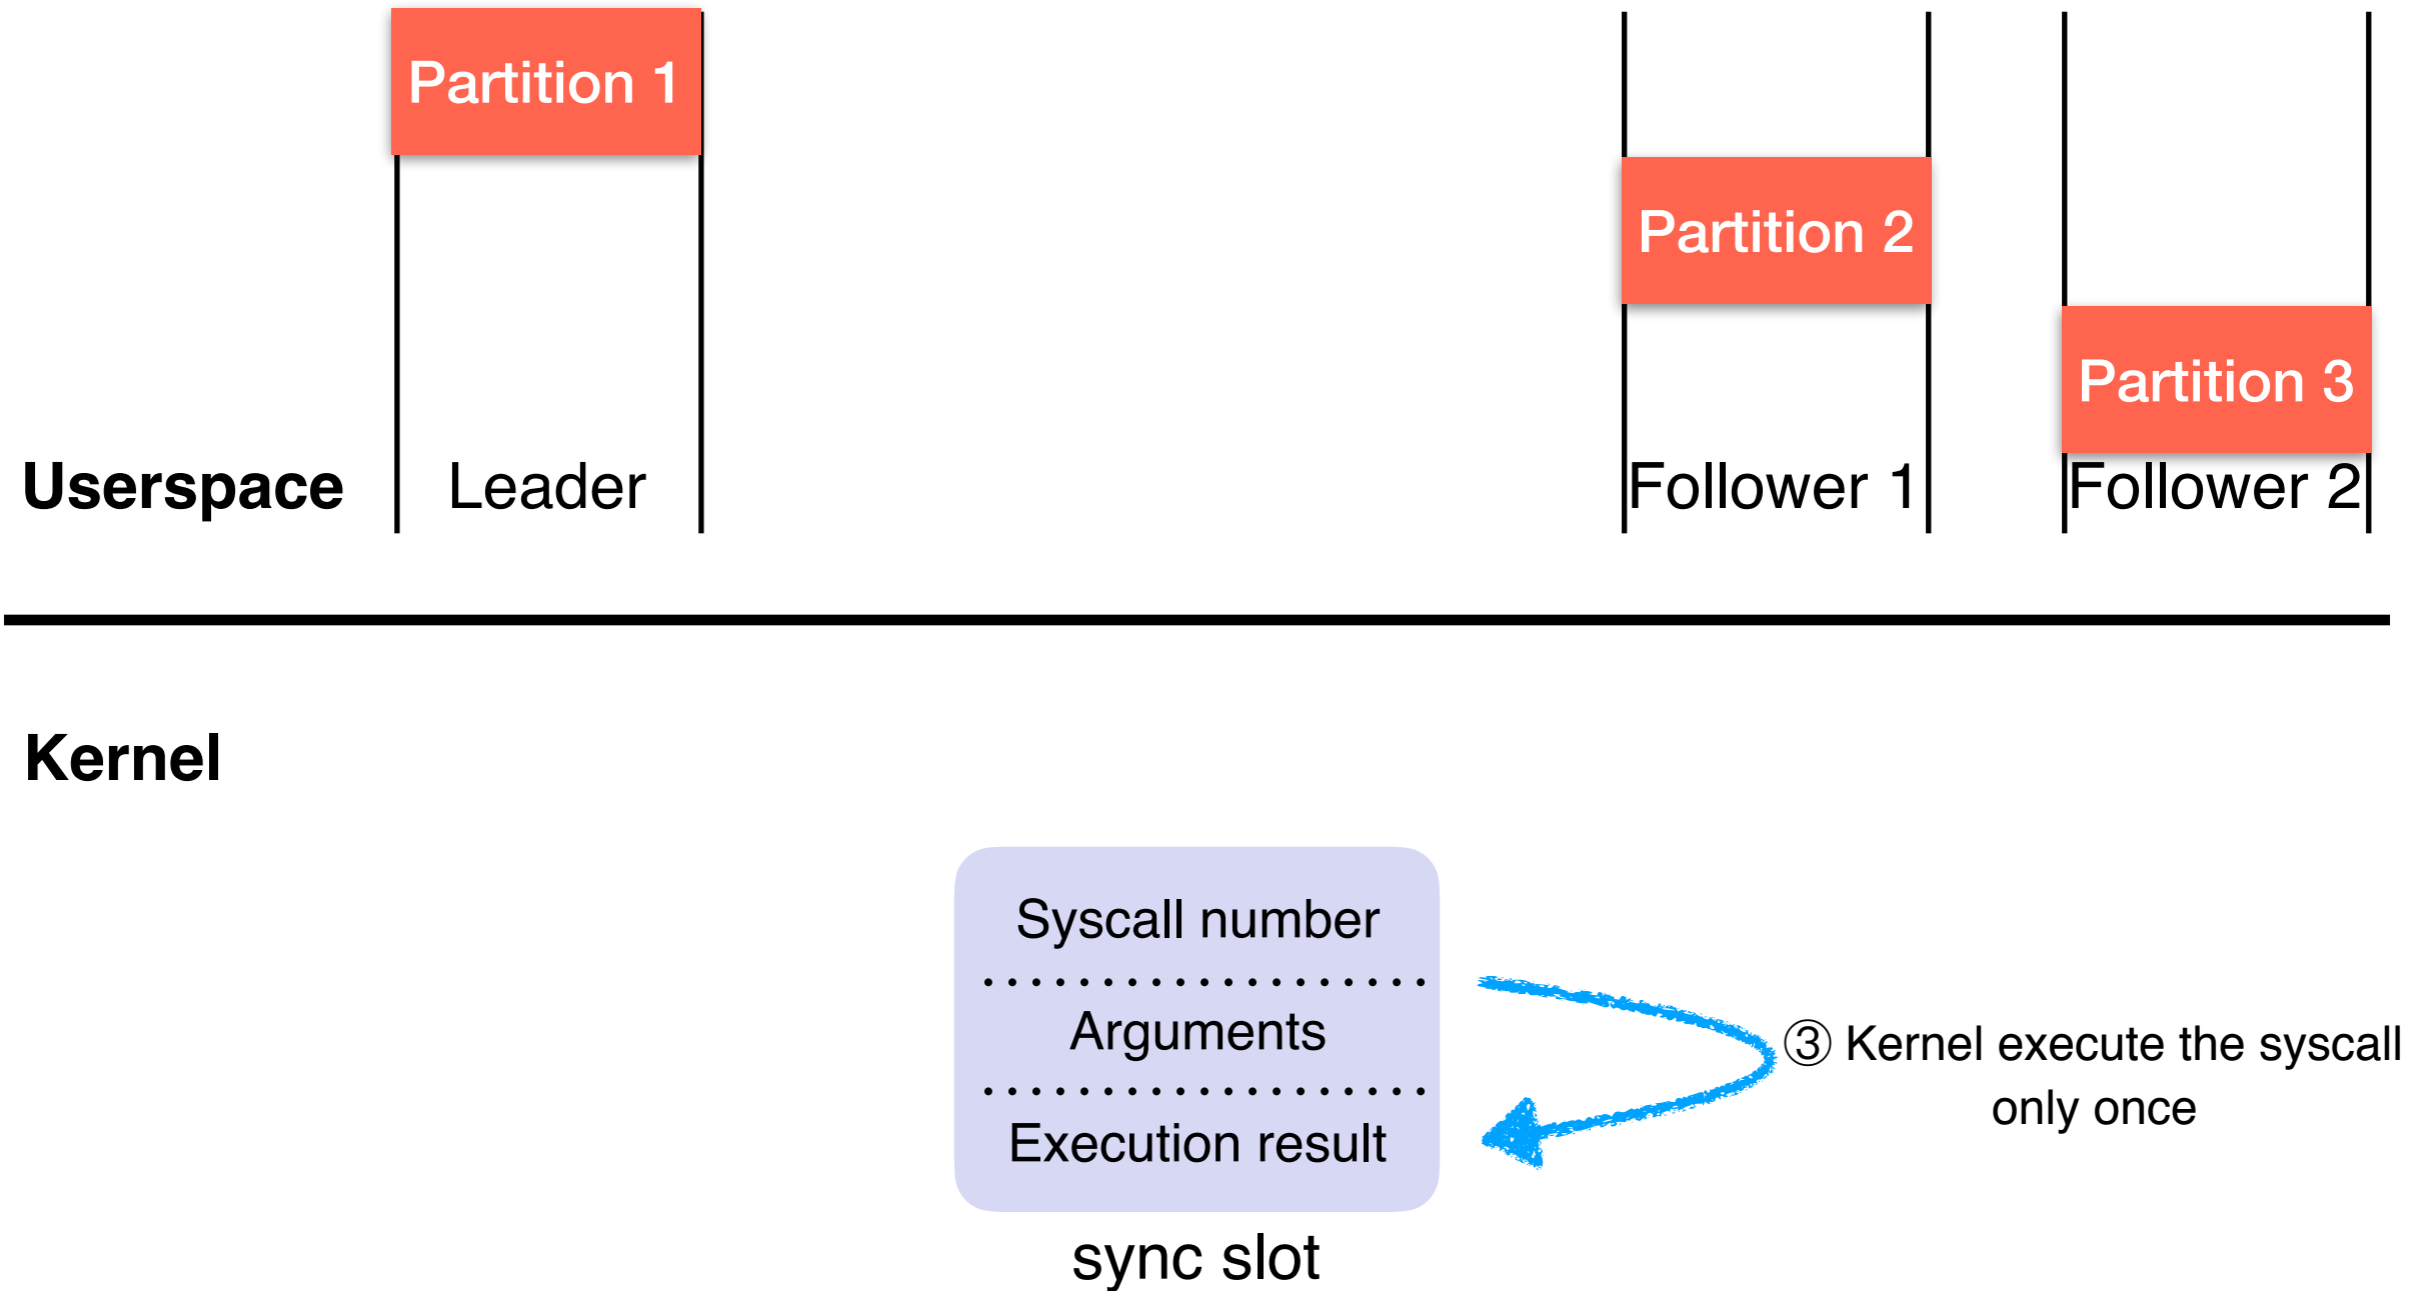 Partition 1
Partition 2
Partition 3
Userspace
Leader
Follower 1
Follower 2
Kernel
Syscall number
Arguments
Execution result
③ Kernel execute the syscall
only once
sync slot